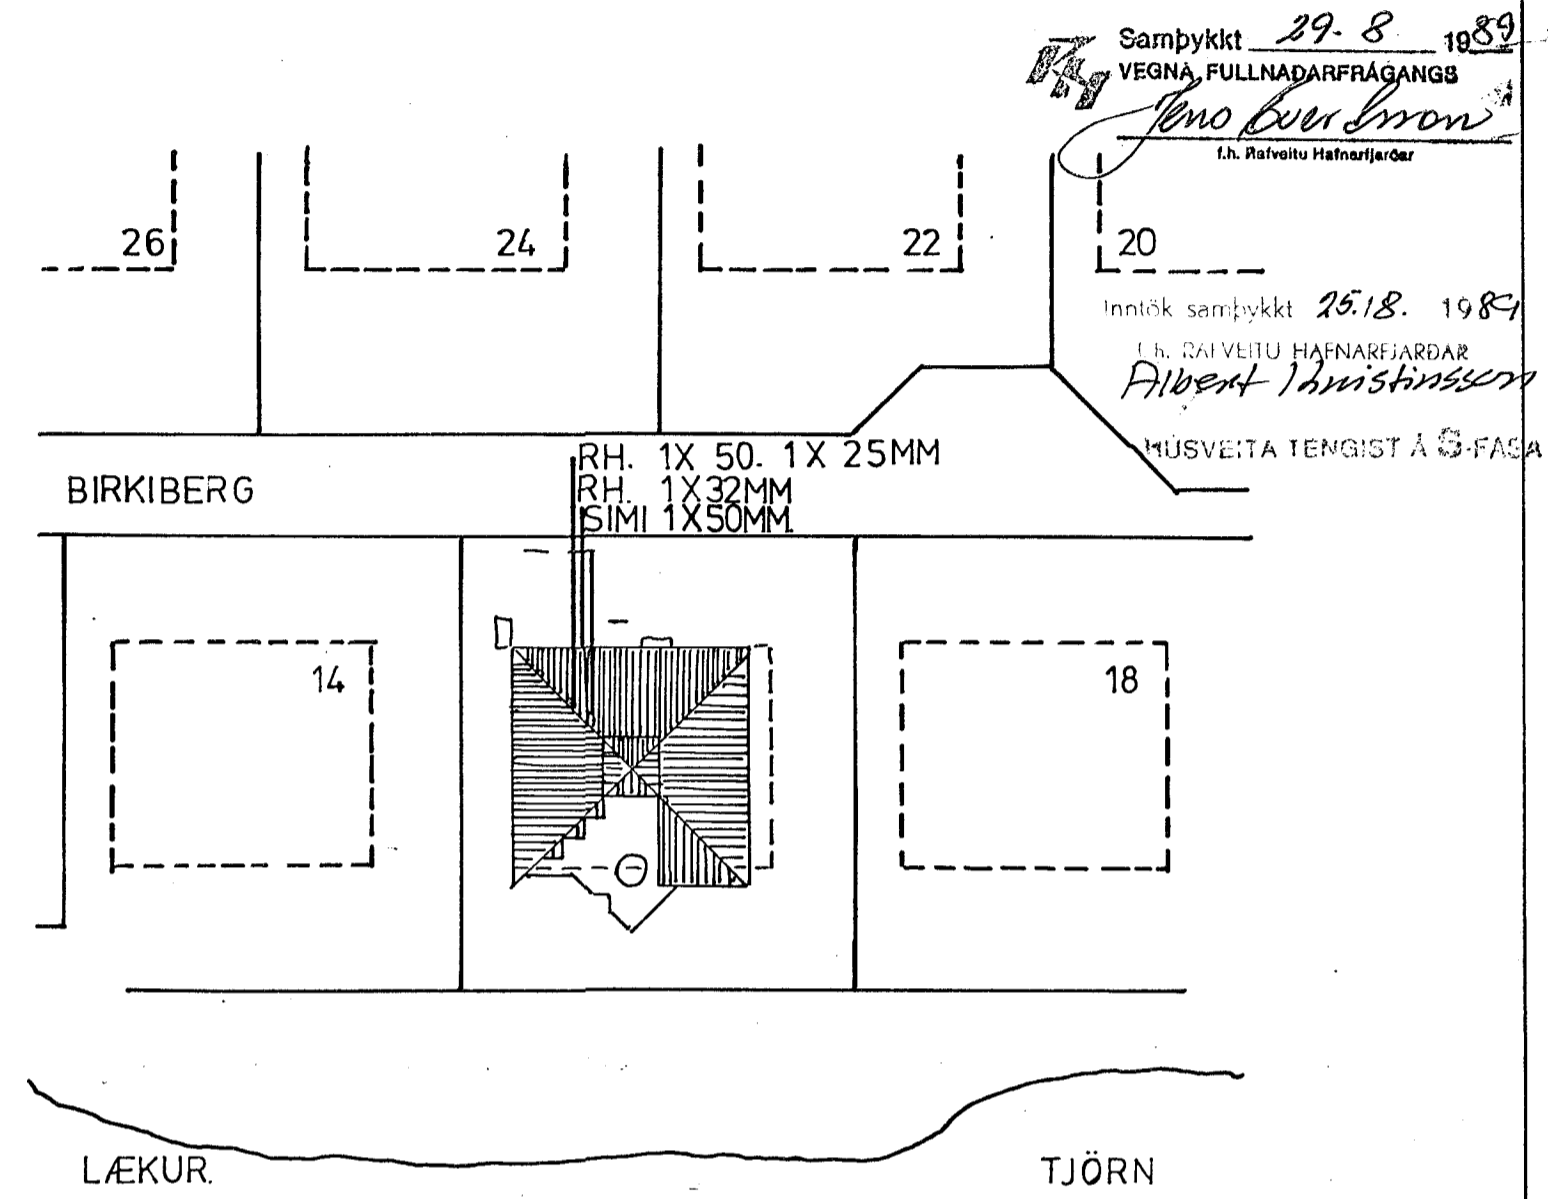 Samþykkt 29-8 1989
VEGNA FULLNAÐARFRÁGANGS
f.h. Rafveitu Hafnarfjarðar
26 24 22 20
Inntök samþykkt 25.18. 1989
f.h. RAFVEITU HAFNARFJARÐAR
Albert Kristinsson
HÚSVEITA TENGIST Á S-FASA
RH. 1X 50. 1X 25MM
BIRKIBERG
RH. 1X32MM
SIMI 1X50MM.
14 18
LÆKUR. TJÖRN